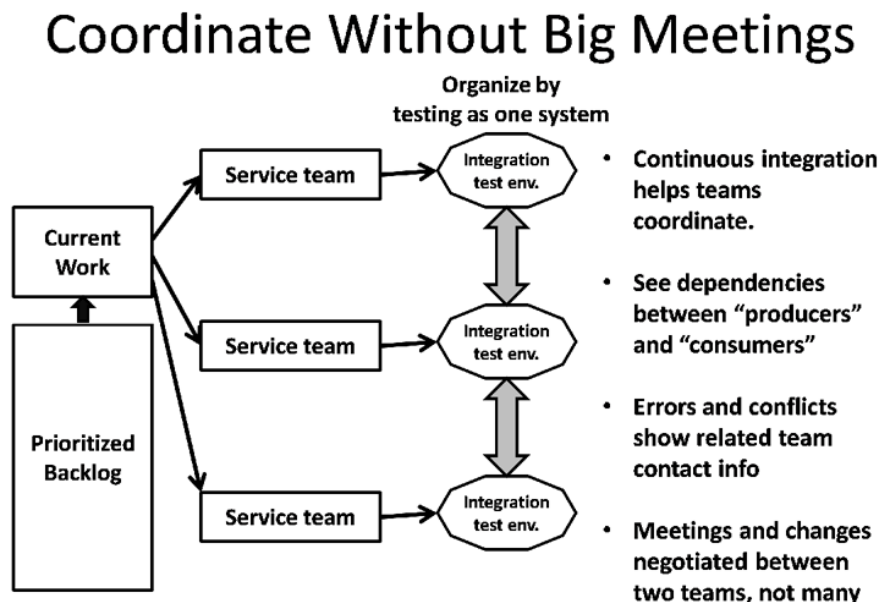 Coordinate Without Big Meetings
Organize by
testing as one system
Current
Work
Prioritized
Backlog
Service team
Integration
test env.
Service team
Integration
test env.
Service team
Integration
test env.
• Continuous integration
helps teams
coordinate.
• See dependencies
between “producers”
and “consumers”
• Errors and conflicts
show related team
contact info
• Meetings and changes
negotiated between
two teams, not many